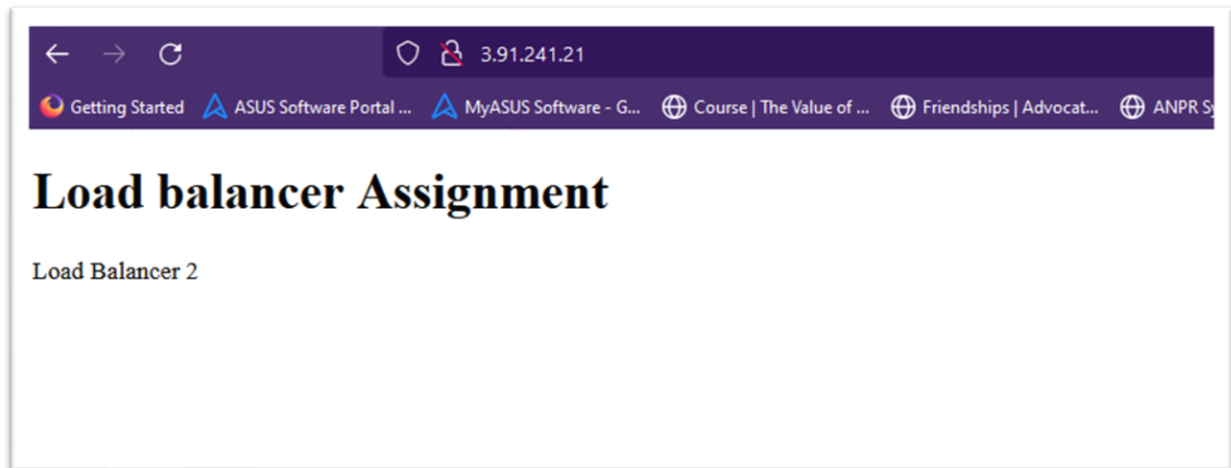 3.91.241.21
Getting Started ASUS Software Portal ... MyASUS Software - G... Course | The Value of ... Friendships | Advocat... ANPR Sy
Load balancer Assignment
Load Balancer 2